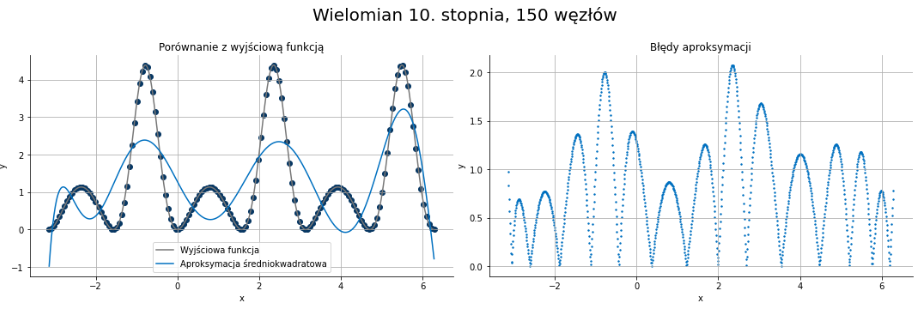 Wielomian 10. stopnia, 150 węzłów
Porównanie z wyjściową funkcją
y
4
3
2
1
0
−1
−2
0
2
4
6
x
Wyjściowa funkcja
Aproksymacja średniokwadratowa
Błędy aproksymacji
y
2.0
1.5
1.0
0.5
0.0
−2
0
2
4
6
x